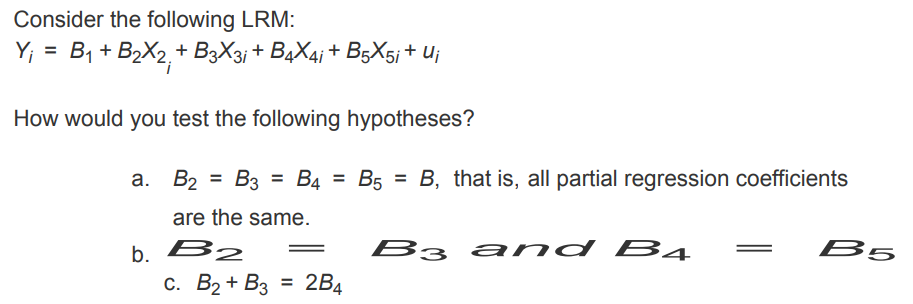 Consider the following LRM:
Yᵢ = B₁ + B₂X₂ᵢ + B₃X₃ᵢ + B₄X₄ᵢ + B₅X₅ᵢ + uᵢ
How would you test the following hypotheses?
a. B₂ = B₃ = B₄ = B₅ = B, that is, all partial regression coefficients
are the same.
b. B₂ = B₃ and B₄ = B₅
c. B₂ + B₃ = 2B₄